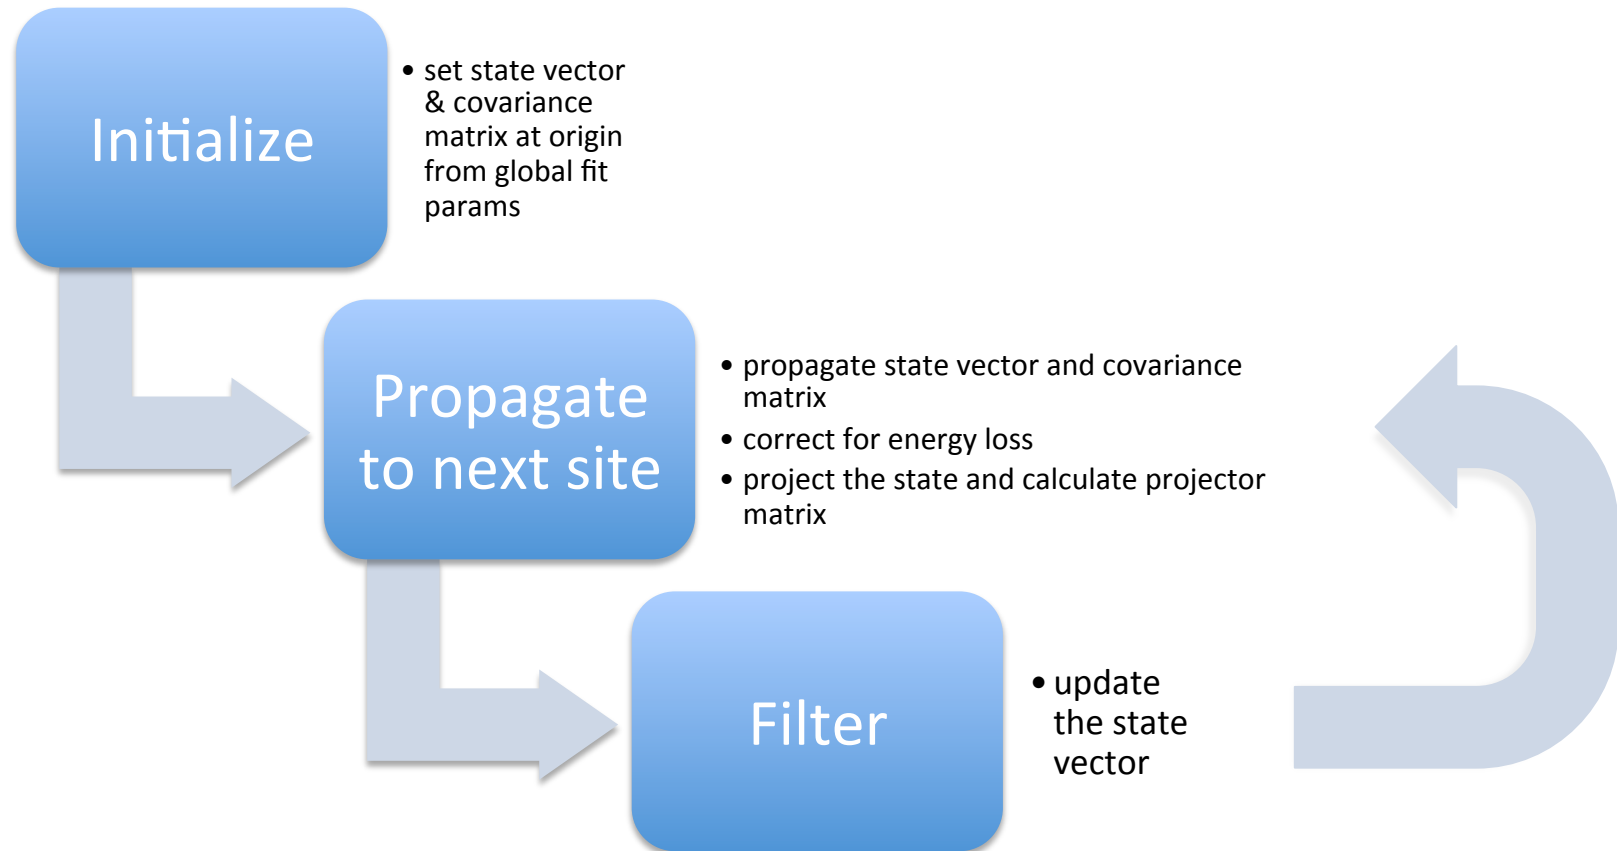 Initialize
• set state vector
& covariance
matrix at origin
from global fit
params
Propagate
to next site
• propagate state vector and covariance
matrix
• correct for energy loss
• project the state and calculate projector
matrix
Filter
• update
the state
vector